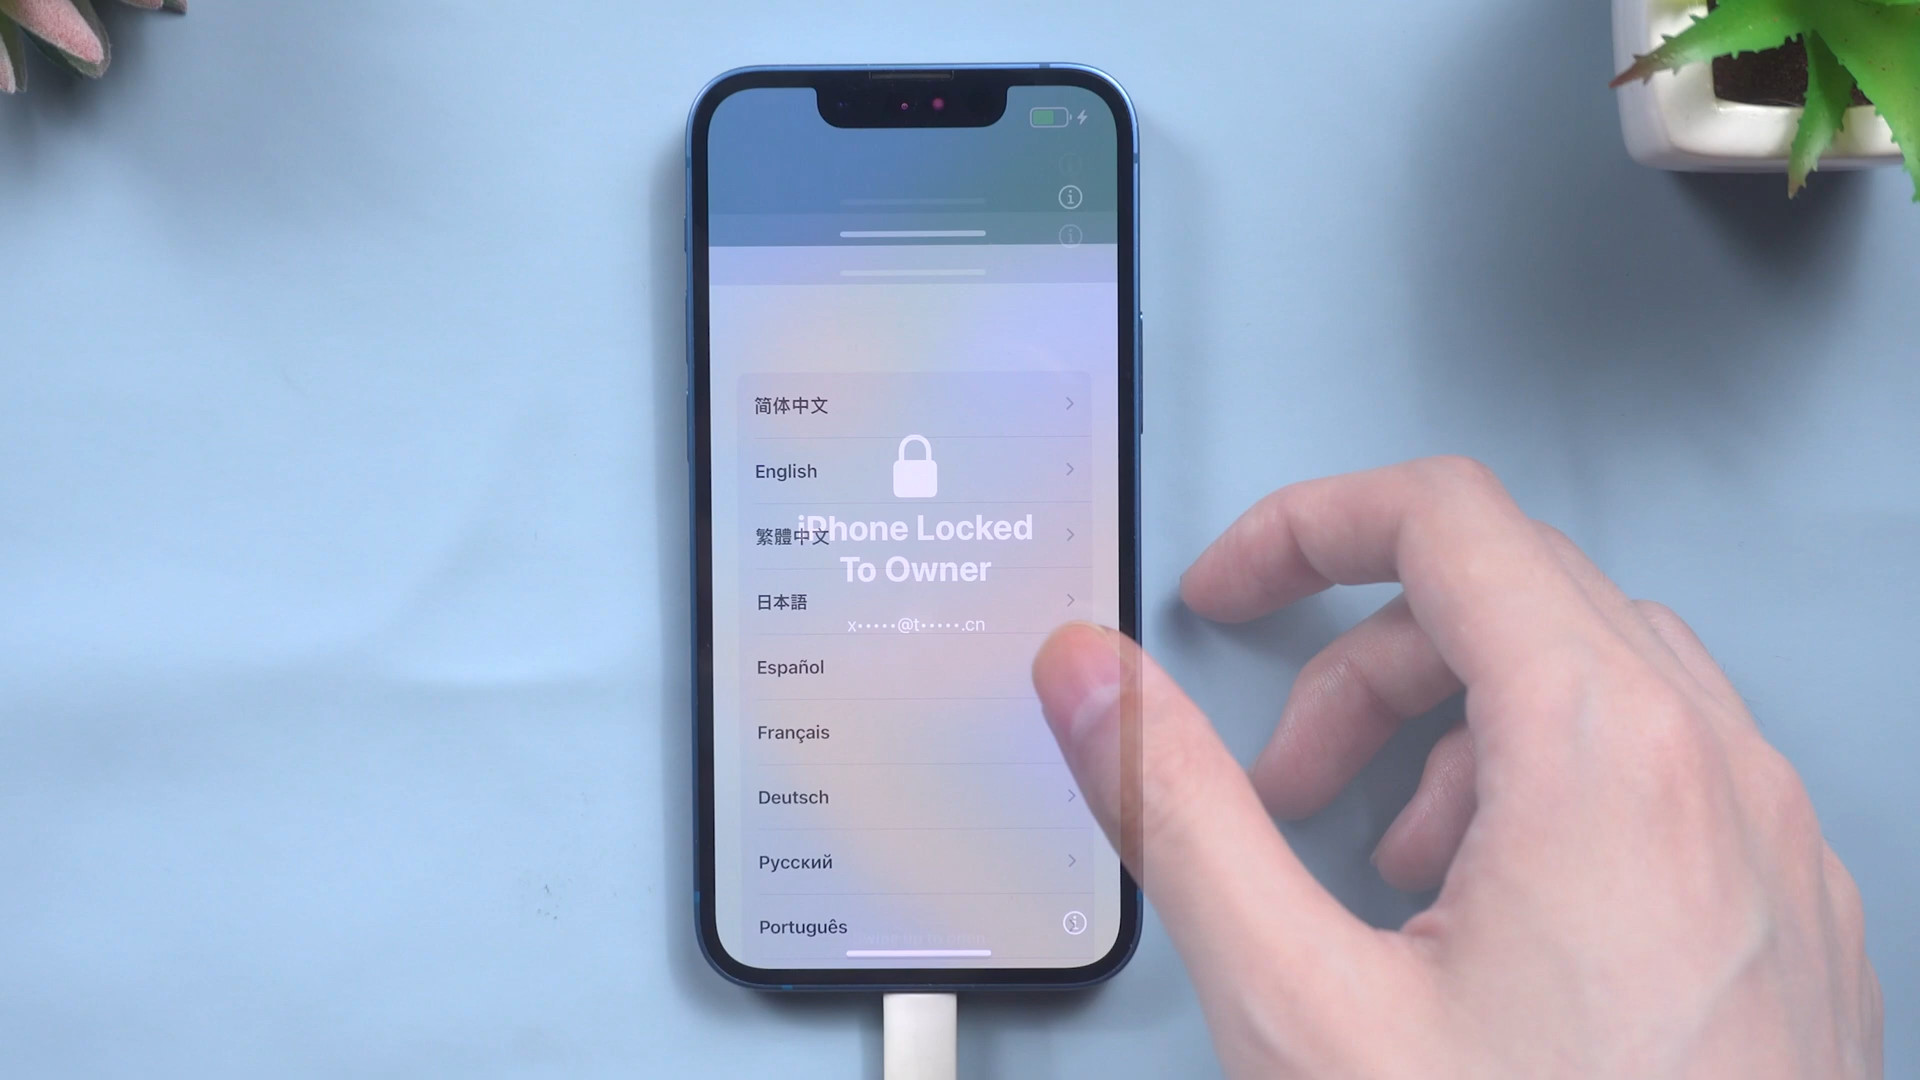 简体中文
English
iPhone Locked
繁體中文
To Owner
日本語
x•••••@t•••••.cn
Español
Français
Deutsch
Русский
Português